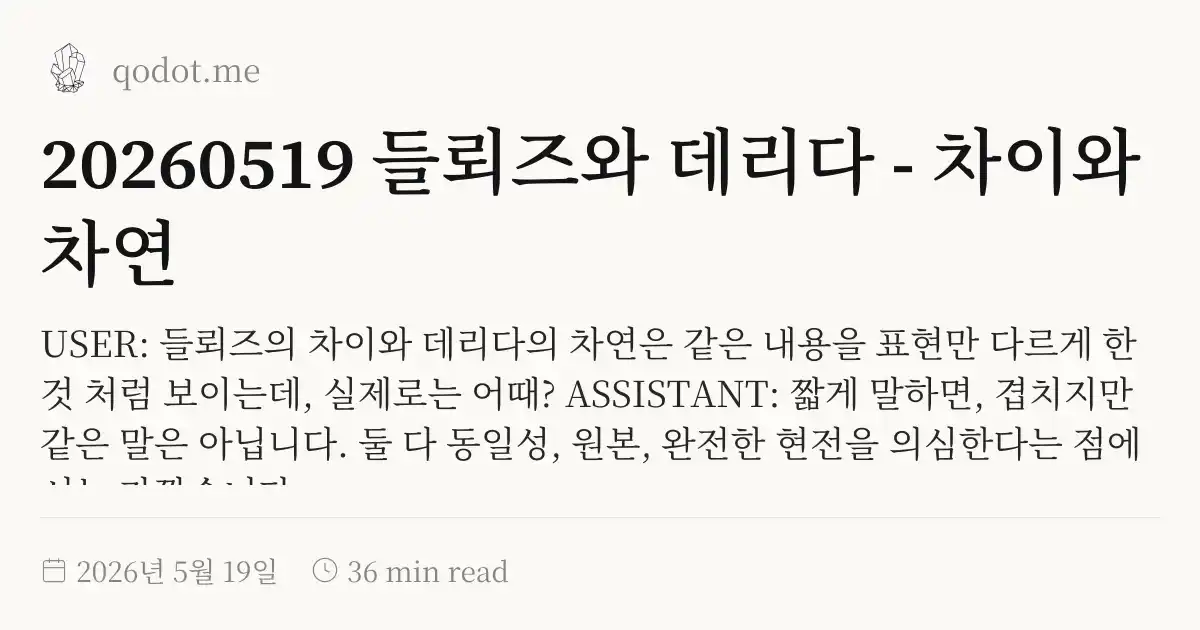 qodot.me
20260519 들뢰즈와 데리다 - 차이와
차연
USER: 들뢰즈의 차이와 데리다의 차연은 같은 내용을 표현만 다르게 한
것 처럼 보이는데, 실제로는 어때? ASSISTANT: 짧게 말하면, 겹치지만
같은 말은 아닙니다. 둘 다 동일성, 원본, 완전한 현전을 의심한다는 점에
2026년 5월 19일 36 min read